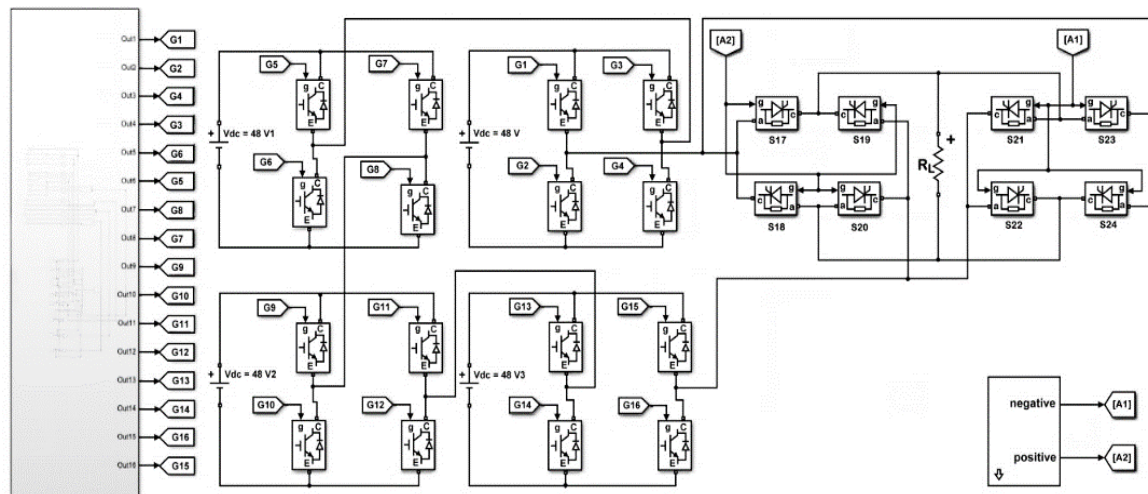 Out1 G1
Out2 G2
Out3 G4
Out4 G3
Out5 G6
Out6 G5
Out7 G8
Out8 G7
Out9 G9
Out10 G10
Out11 G11
Out12 G12
Out13 G13
Out14 G14
Out15 G16
Out16 G15
G5 g C E
G7 g C E
+ Vdc = 48 V1
G6 g C E
G8 g C E
G1 g C E
G3 g C E
+ Vdc = 48 V
G2 g C E
G4 g C E
G9 g C E
G11 g C E
+ Vdc = 48 V2
G10 g C E
G12 g C E
G13 g C E
G15 g C E
+ Vdc = 48 V3
G14 g C E
G16 g C E
[A2]
[A1]
g a c
S17
c g a
S19
c g a
S18
g a c
S20
RL +
c g a
S21
g a c
S23
g a c
S22
c g a
S24
negative [A1]
positive [A2]